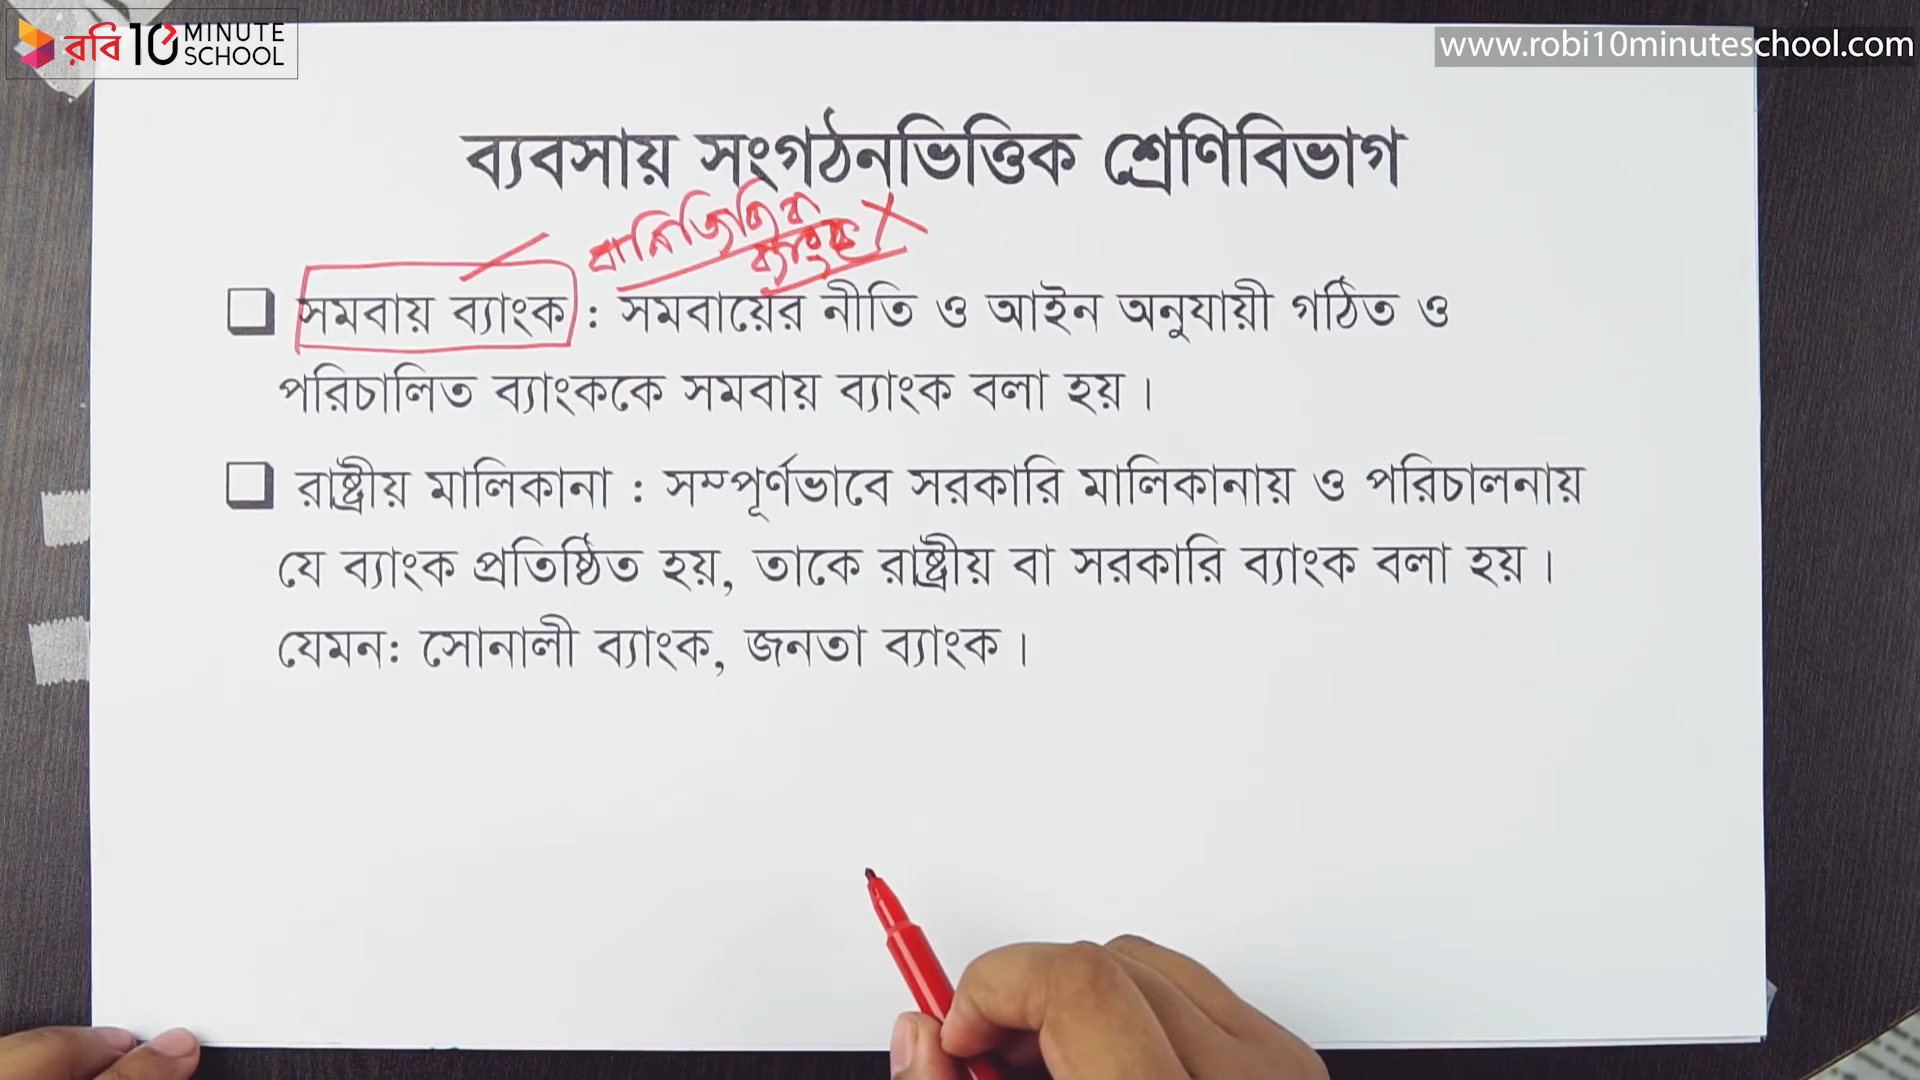 রবি 10 MINUTE SCHOOL
www.robi10minuteschool.com
ব্যবসায় সংগঠনভিত্তিক শ্রেণিবিভাগ
বানিজ্যিক
ব্যাংক
সমবায় ব্যাংক : সমবায়ের নীতি ও আইন অনুযায়ী গঠিত ও
পরিচালিত ব্যাংককে সমবায় ব্যাংক বলা হয়।
রাষ্ট্রীয় মালিকানা : সম্পূর্ণভাবে সরকারি মালিকানায় ও পরিচালনায়
যে ব্যাংক প্রতিষ্ঠিত হয়, তাকে রাষ্ট্রীয় বা সরকারি ব্যাংক বলা হয়।
যেমন: সোনালী ব্যাংক, জনতা ব্যাংক।